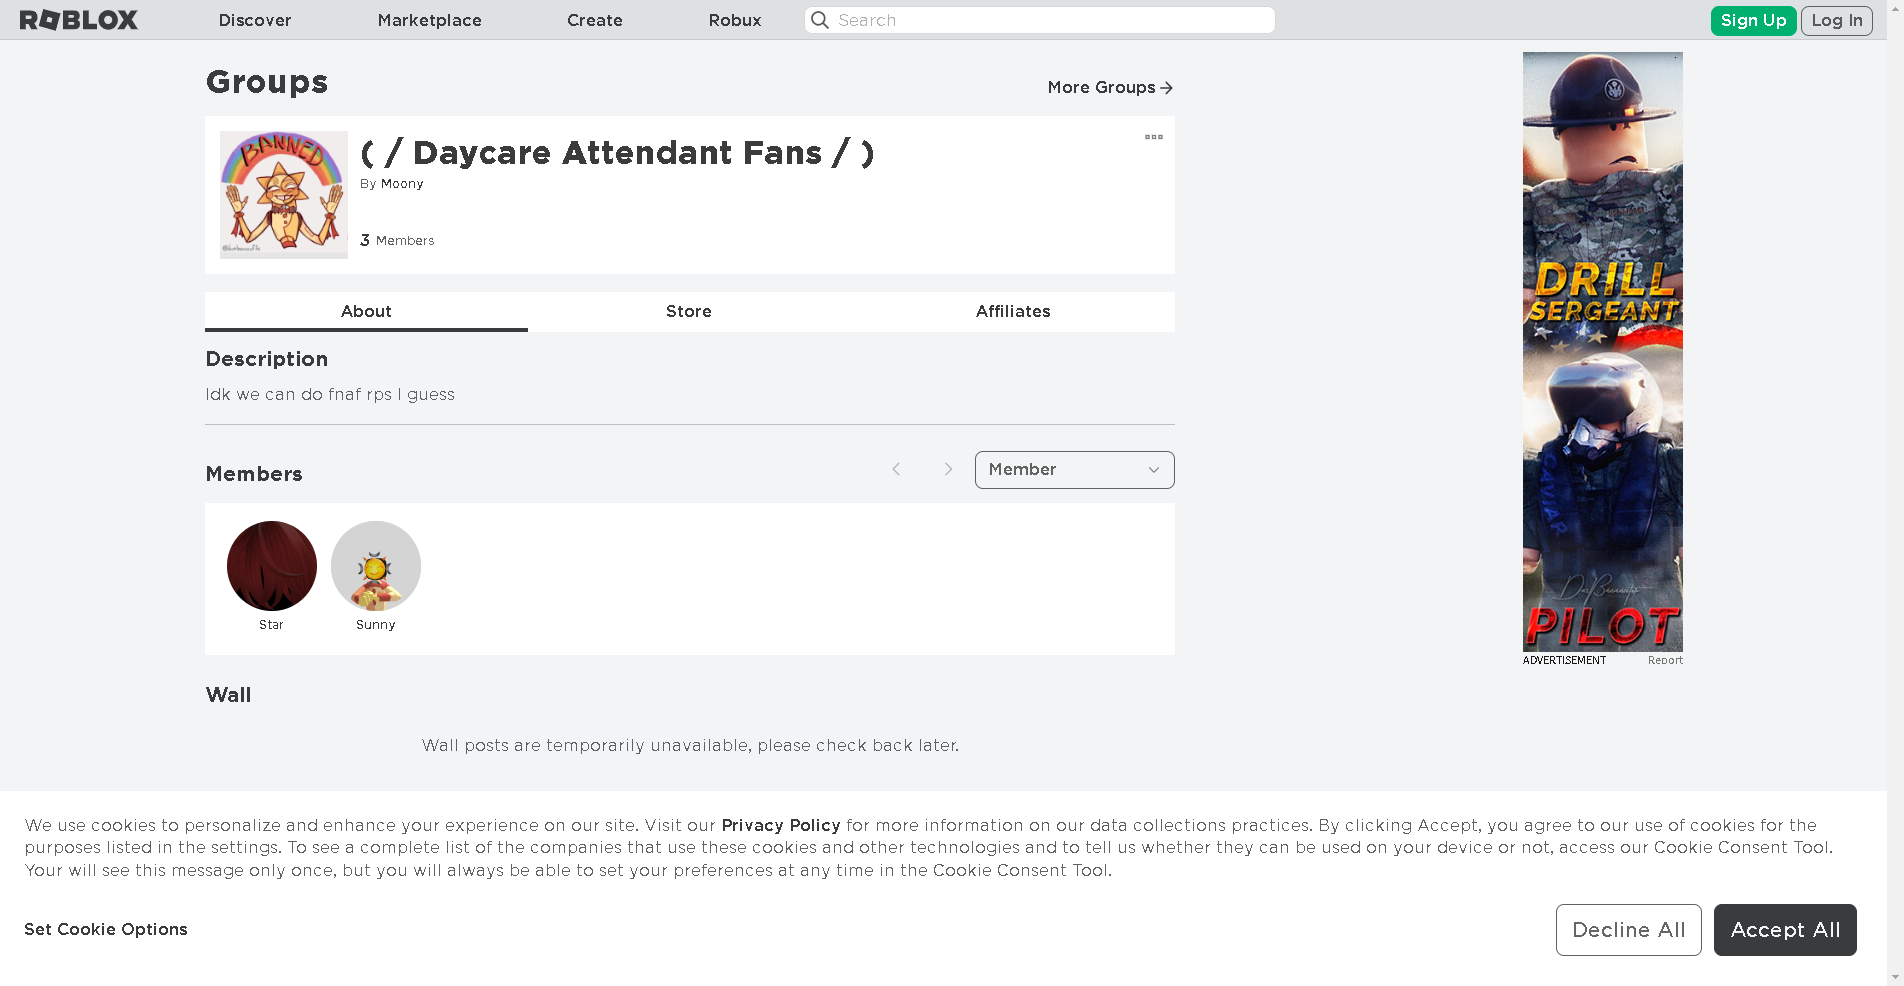 ROBLOX
Discover
Marketplace
Create
Robux
Search
Sign Up
Log In
Groups
More Groups
BANNED
( / Daycare Attendant Fans / )
By Moony
3 Members
About
Store
Affiliates
Description
Idk we can do fnaf rps I guess
Members
Member
Star
Sunny
Wall
Wall posts are temporarily unavailable, please check back later.
DRILL
SERGEANT
CAVIAR
PILOT
ADVERTISEMENT
Report
We use cookies to personalize and enhance your experience on our site. Visit our Privacy Policy for more information on our data collections practices. By clicking Accept, you agree to our use of cookies for the
purposes listed in the settings. To see a complete list of the companies that use these cookies and other technologies and to tell us whether they can be used on your device or not, access our Cookie Consent Tool.
Your will see this message only once, but you will always be able to set your preferences at any time in the Cookie Consent Tool.
Set Cookie Options
Decline All
Accept All